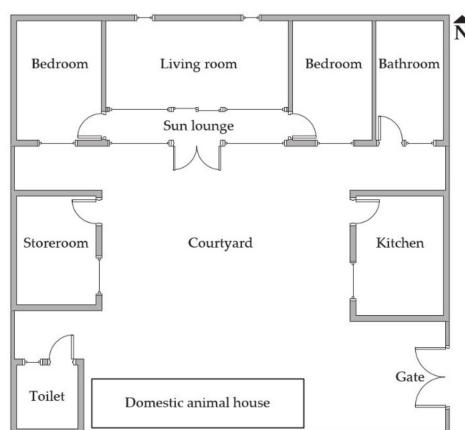 N
Bedroom
Living room
Bedroom
Bathroom
Sun lounge
Storeroom
Courtyard
Kitchen
Gate
Toilet
Domestic animal house